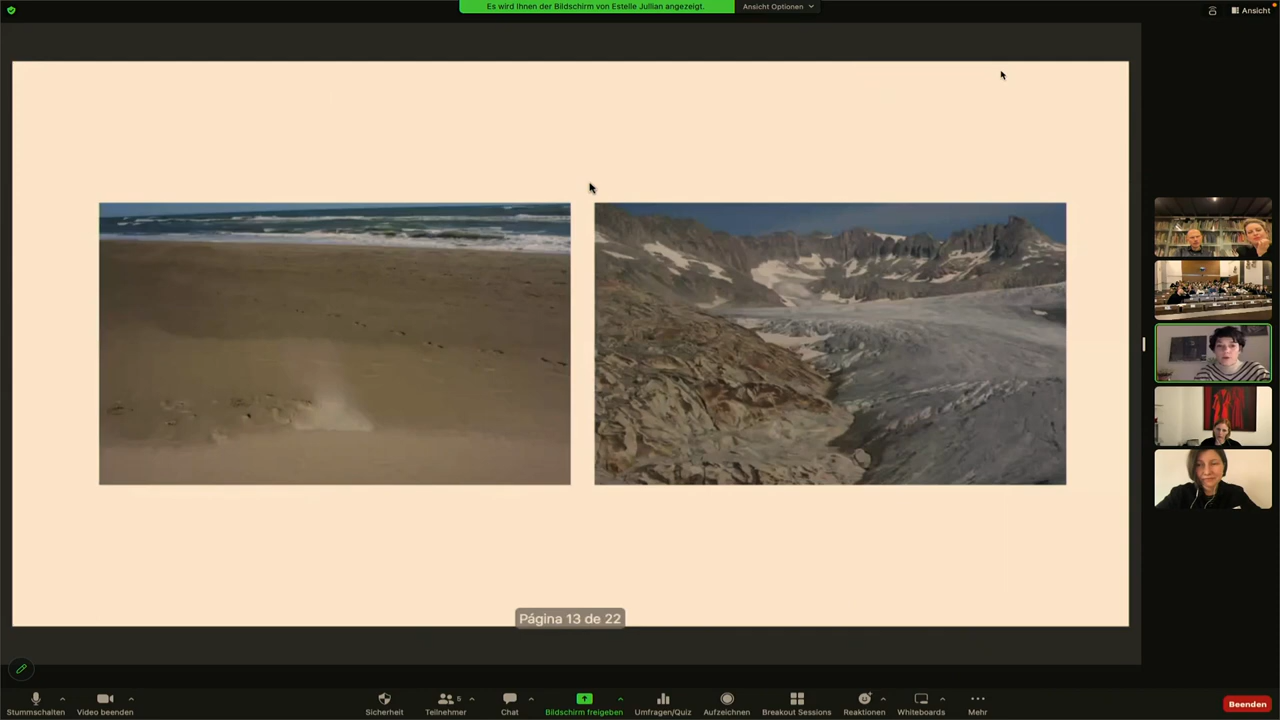 Es wird Ihnen der Bildschirm von Estelle Jullian angezeigt.
Ansicht Optionen
Ansicht
Página 13 de 22
Stummschalten
Video beenden
Sicherheit
Teilnehmer
5
Chat
Bildschirm freigeben
Umfragen/Quiz
Aufzeichnen
Breakout Sessions
Reaktionen
Whiteboards
Mehr
Beenden